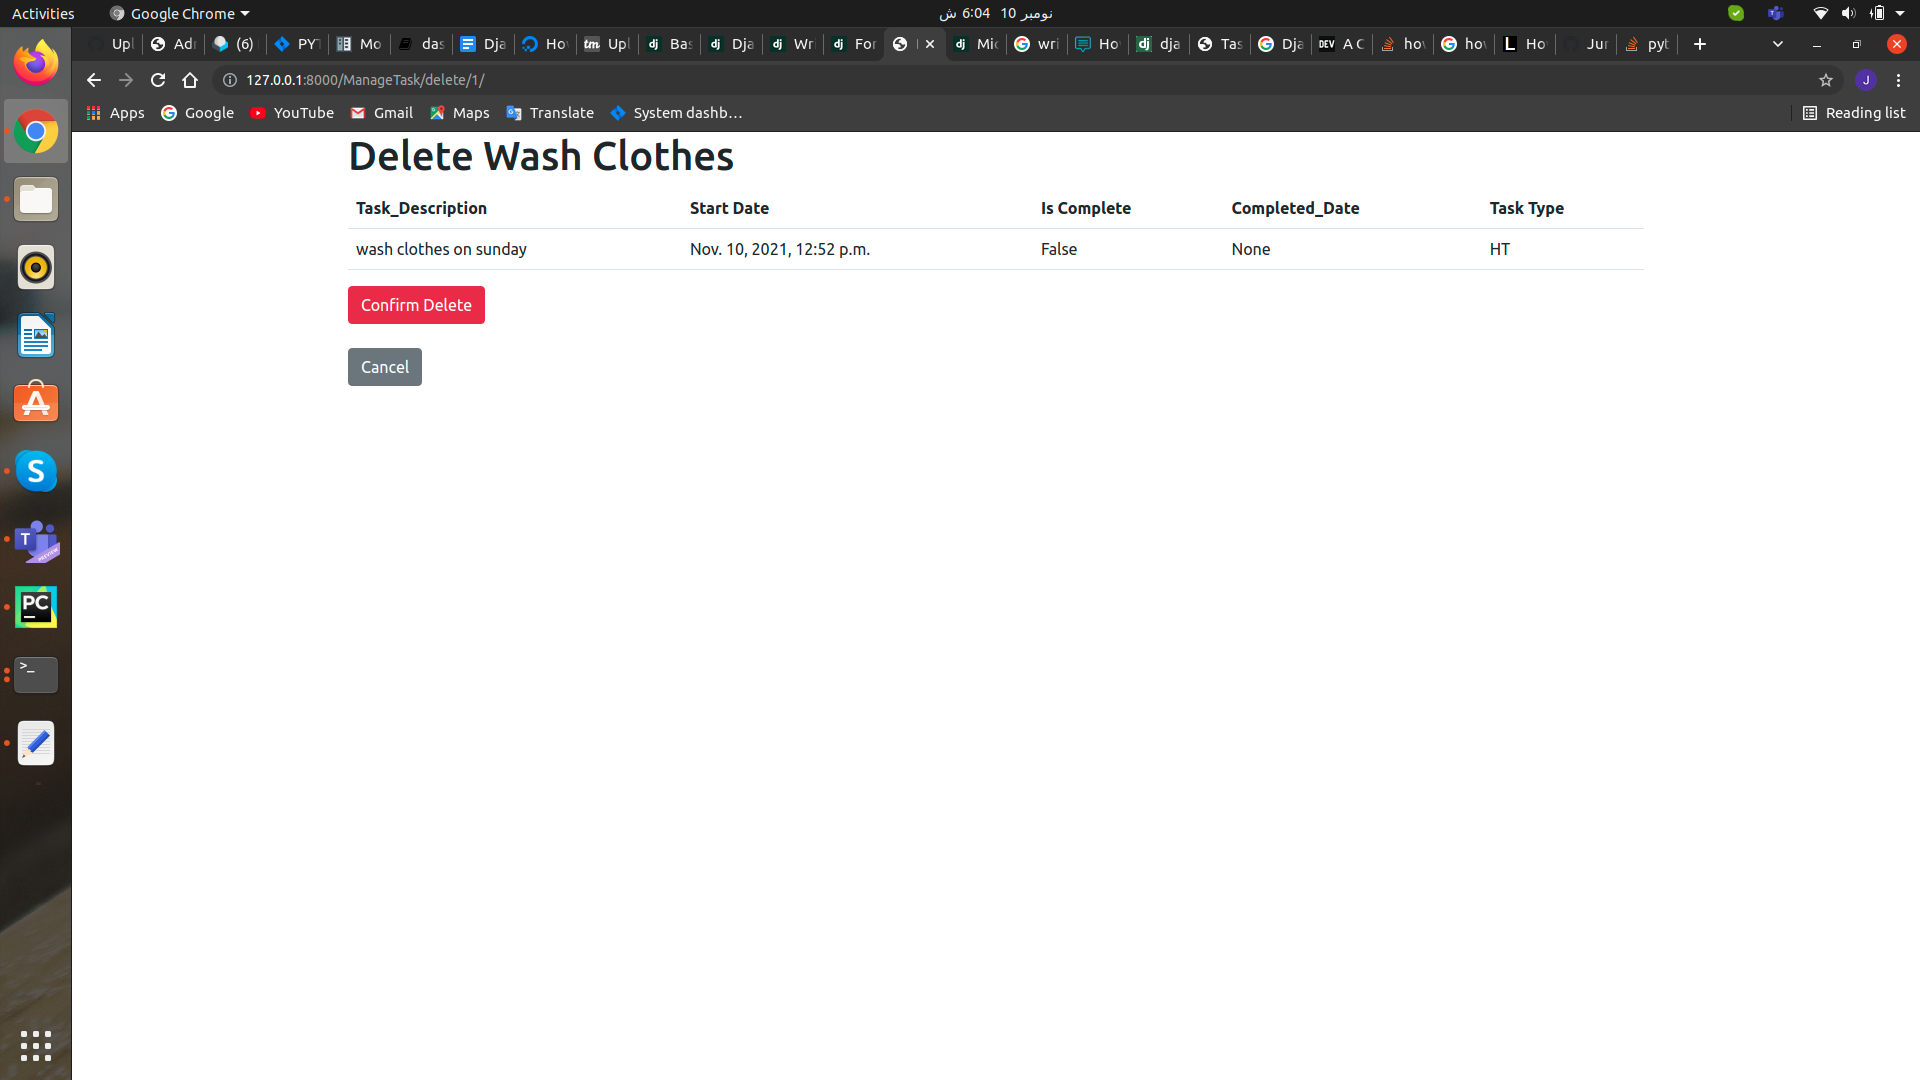 Activities Google Chrome نومبر 10 6:04 ش
Upl Adı (6) PYT Mo das Dja Ho Upl Bas Dja Wri For Mic wri Ho dja Tas Dja A C ho ho Ho Jur pyt
127.0.0.1:8000/ManageTask/delete/1/
Apps Google YouTube Gmail Maps Translate System dashb… Reading list
Delete Wash Clothes
Task_Description Start Date Is Complete Completed_Date Task Type
wash clothes on sunday Nov. 10, 2021, 12:52 p.m. False None HT
Confirm Delete
Cancel